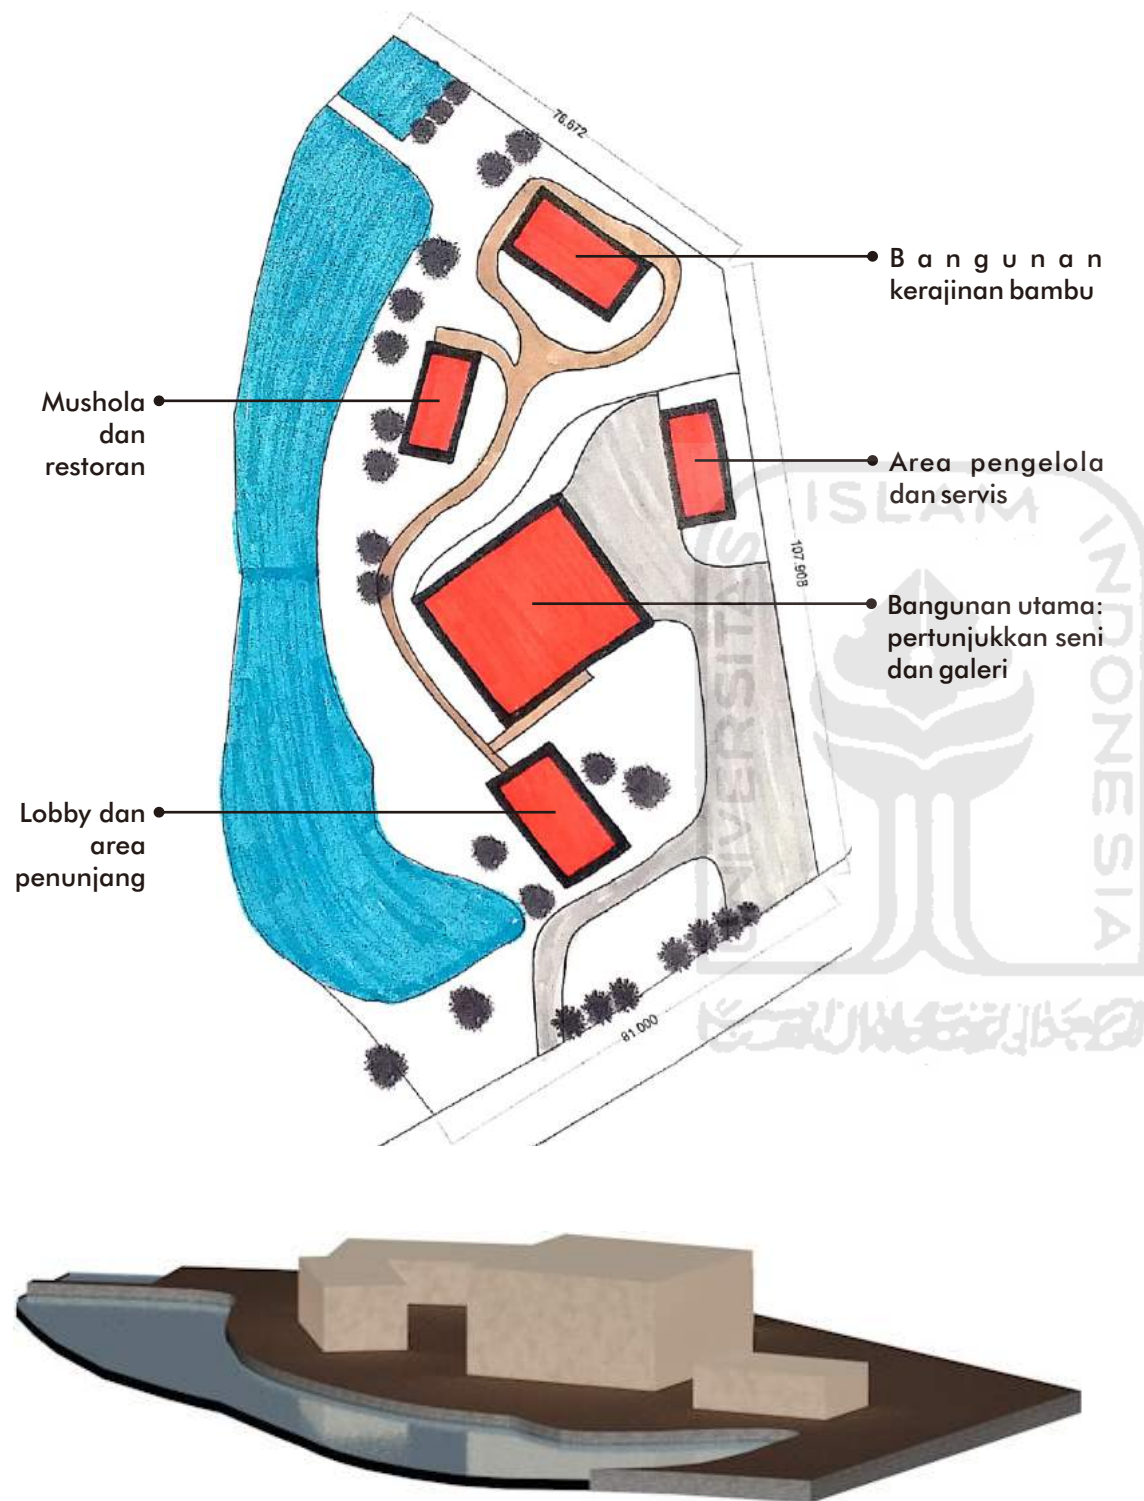 76.672
B a n g u n a n
kerajinan bambu
Mushola
dan
restoran
Area pengelola
dan servis
ISLAM
UNIVERSITAS
INDONESIA
107.908
Bangunan utama:
pertunjukkan seni
dan galeri
Lobby dan
area
penunjang
81.000